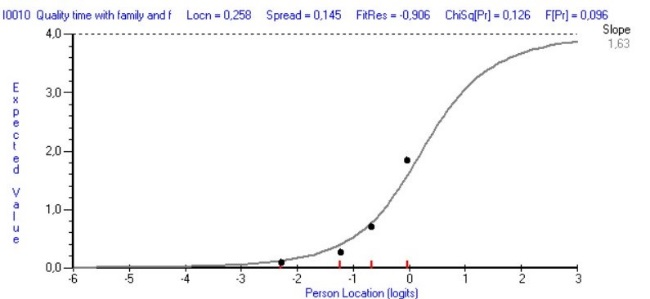 I0010 Quality time with family and f Locn = 0,258 Spread = 0,145 FitRes = -0,906 ChiSq[Pr] = 0,126 F[Pr] = 0,096
Slope
1,63
4,0
3,0
2,0
1,0
0,0
Expected Value
-6 -5 -4 -3 -2 -1 0 1 2 3
Person Location (logits)